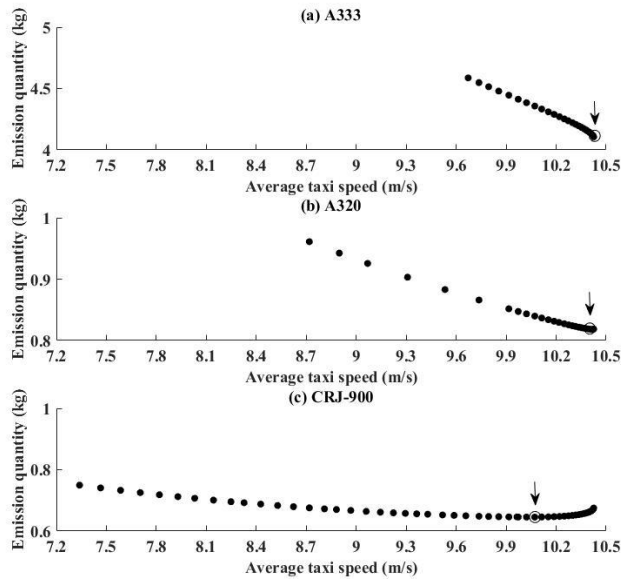 (a) A333
Emission quantity (kg)
5
4.5
4
7.2 7.5 7.8 8.1 8.4 8.7 9 9.3 9.6 9.9 10.2 10.5
Average taxi speed (m/s)
(b) A320
Emission quantity (kg)
1
0.9
0.8
7.2 7.5 7.8 8.1 8.4 8.7 9 9.3 9.6 9.9 10.2 10.5
Average taxi speed (m/s)
(c) CRJ-900
Emission quantity (kg)
1
0.8
0.6
7.2 7.5 7.8 8.1 8.4 8.7 9 9.3 9.6 9.9 10.2 10.5
Average taxi speed (m/s)